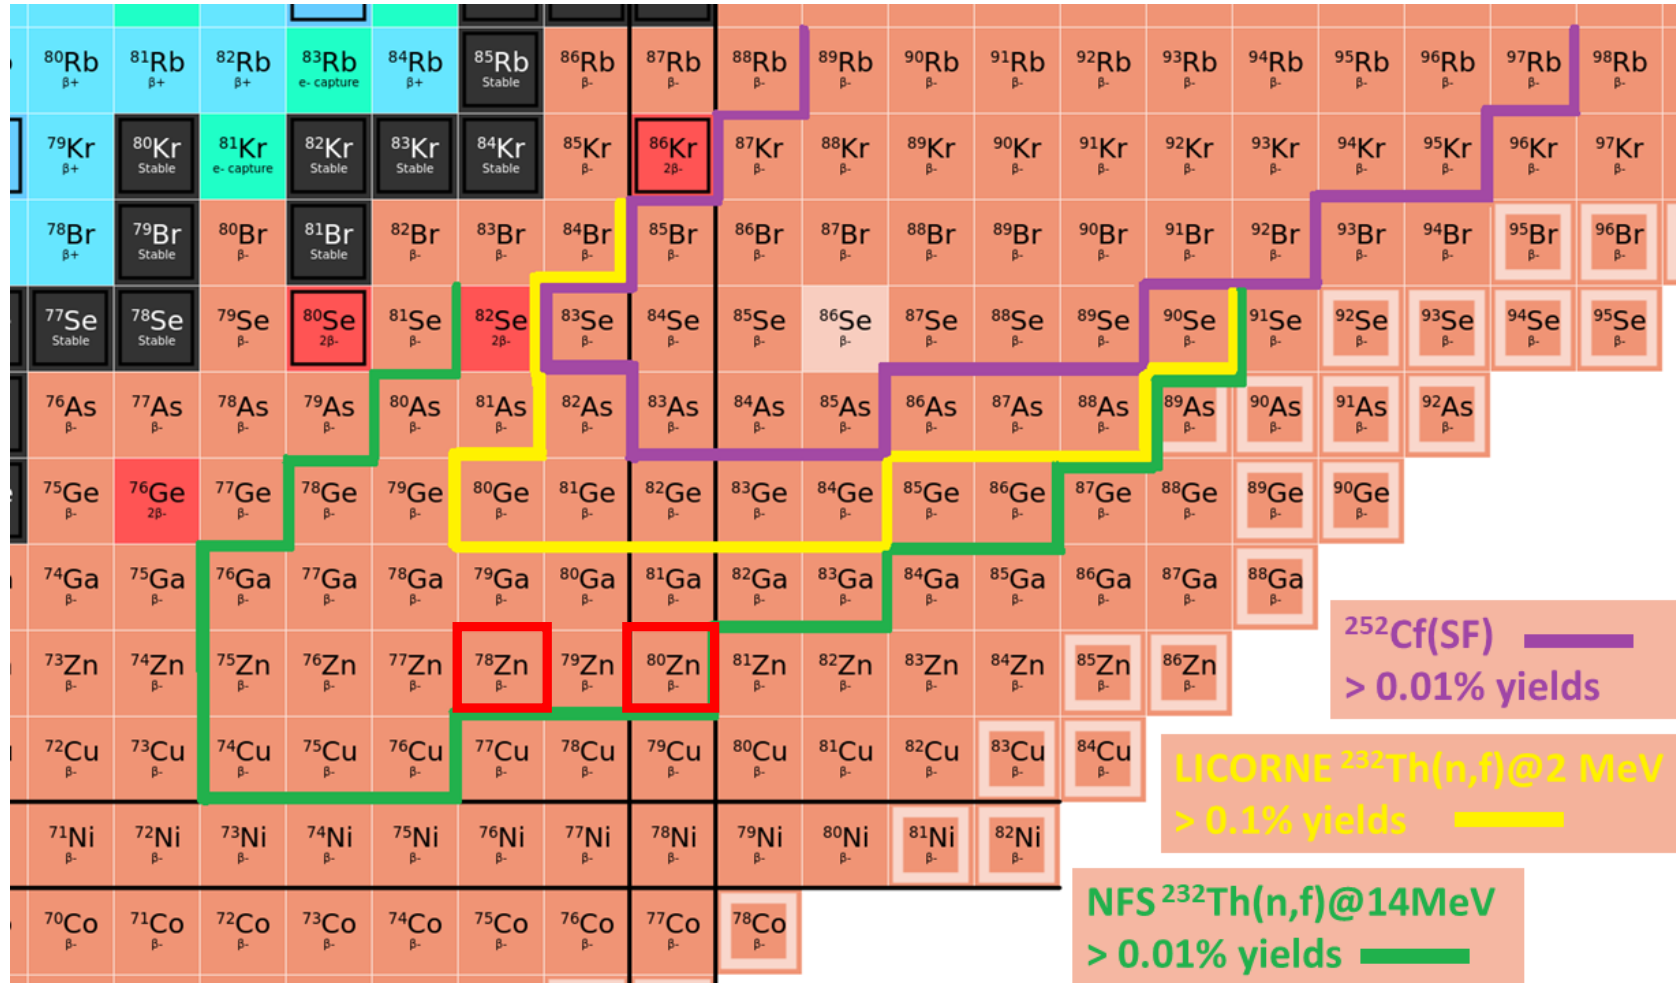 80Rb 81Rb 82Rb 83Rb 84Rb 85Rb 86Rb 87Rb 88Rb 89Rb 90Rb 91Rb 92Rb 93Rb 94Rb 95Rb 96Rb 97Rb 98Rb
β+ β+ β+ e- capture β+ Stable β- β- β- β- β- β- β- β- β- β- β- β- β-
79Kr 80Kr 81Kr 82Kr 83Kr 84Kr 85Kr 86Kr 87Kr 88Kr 89Kr 90Kr 91Kr 92Kr 93Kr 94Kr 95Kr 96Kr 97Kr
β+ Stable e- capture Stable Stable Stable β- 2β- β- β- β- β- β- β- β- β- β- β- β-
78Br 79Br 80Br 81Br 82Br 83Br 84Br 85Br 86Br 87Br 88Br 89Br 90Br 91Br 92Br 93Br 94Br 95Br 96Br
β+ Stable β- Stable β- β- β- β- β- β- β- β- β- β- β- β- β- β- β-
77Se 78Se 79Se 80Se 81Se 82Se 83Se 84Se 85Se 86Se 87Se 88Se 89Se 90Se 91Se 92Se 93Se 94Se 95Se
Stable Stable β- 2β- β- 2β- β- β- β- β- β- β- β- β- β- β- β- β- β-
76As 77As 78As 79As 80As 81As 82As 83As 84As 85As 86As 87As 88As 89As 90As 91As 92As
β- β- β- β- β- β- β- β- β- β- β- β- β- β- β- β- β-
75Ge 76Ge 77Ge 78Ge 79Ge 80Ge 81Ge 82Ge 83Ge 84Ge 85Ge 86Ge 87Ge 88Ge 89Ge 90Ge
β- 2β- β- β- β- β- β- β- β- β- β- β- β- β- β- β-
74Ga 75Ga 76Ga 77Ga 78Ga 79Ga 80Ga 81Ga 82Ga 83Ga 84Ga 85Ga 86Ga 87Ga 88Ga
β- β- β- β- β- β- β- β- β- β- β- β- β- β- β-
73Zn 74Zn 75Zn 76Zn 77Zn 78Zn 79Zn 80Zn 81Zn 82Zn 83Zn 84Zn 85Zn 86Zn
β- β- β- β- β- β- β- β- β- β- β- β- β- β-
72Cu 73Cu 74Cu 75Cu 76Cu 77Cu 78Cu 79Cu 80Cu 81Cu 82Cu 83Cu 84Cu
β- β- β- β- β- β- β- β- β- β- β- β- β-
71Ni 72Ni 73Ni 74Ni 75Ni 76Ni 77Ni 78Ni 79Ni 80Ni 81Ni 82Ni
β- β- β- β- β- β- β- β- β- β- β- β-
70Co 71Co 72Co 73Co 74Co 75Co 76Co 77Co 78Co
β- β- β- β- β- β- β- β- β-
252Cf(SF)
> 0.01% yields
LICORNE 232Th(n,f)@2 MeV
> 0.1% yields
NFS 232Th(n,f)@14MeV
> 0.01% yields